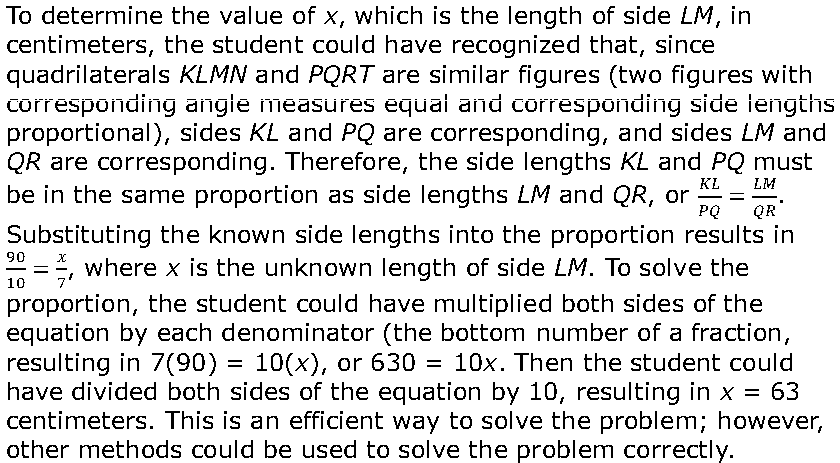 To determine the value of x, which is the length of side LM, in
centimeters, the student could have recognized that, since
quadrilaterals KLMN and PQRT are similar figures (two figures with
corresponding angle measures equal and corresponding side lengths
proportional), sides KL and PQ are corresponding, and sides LM and
QR are corresponding. Therefore, the side lengths KL and PQ must
be in the same proportion as side lengths LM and QR, or KL/PQ = LM/QR.
Substituting the known side lengths into the proportion results in
90/10 = x/7, where x is the unknown length of side LM. To solve the
proportion, the student could have multiplied both sides of the
equation by each denominator (the bottom number of a fraction,
resulting in 7(90) = 10(x), or 630 = 10x. Then the student could
have divided both sides of the equation by 10, resulting in x = 63
centimeters. This is an efficient way to solve the problem; however,
other methods could be used to solve the problem correctly.